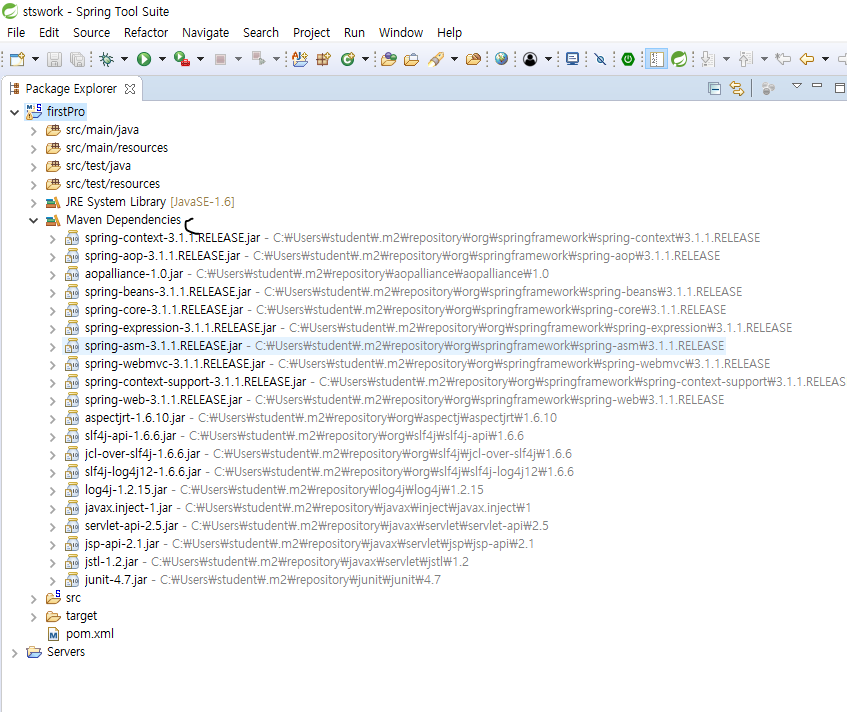 stswork - Spring Tool Suite
File Edit Source Refactor Navigate Search Project Run Window Help
Package Explorer
firstPro
src/main/java
src/main/resources
src/test/java
src/test/resources
JRE System Library [JavaSE-1.6]
Maven Dependencies
spring-context-3.1.1.RELEASE.jar - C:₩Users₩student₩.m2₩repository₩org₩springframework₩spring-context₩3.1.1.RELEASE
spring-aop-3.1.1.RELEASE.jar - C:₩Users₩student₩.m2₩repository₩org₩springframework₩spring-aop₩3.1.1.RELEASE
aopalliance-1.0.jar - C:₩Users₩student₩.m2₩repository₩aopalliance₩aopalliance₩1.0
spring-beans-3.1.1.RELEASE.jar - C:₩Users₩student₩.m2₩repository₩org₩springframework₩spring-beans₩3.1.1.RELEASE
spring-core-3.1.1.RELEASE.jar - C:₩Users₩student₩.m2₩repository₩org₩springframework₩spring-core₩3.1.1.RELEASE
spring-expression-3.1.1.RELEASE.jar - C:₩Users₩student₩.m2₩repository₩org₩springframework₩spring-expression₩3.1.1.RELEASE
spring-asm-3.1.1.RELEASE.jar - C:₩Users₩student₩.m2₩repository₩org₩springframework₩spring-asm₩3.1.1.RELEASE
spring-webmvc-3.1.1.RELEASE.jar - C:₩Users₩student₩.m2₩repository₩org₩springframework₩spring-webmvc₩3.1.1.RELEASE
spring-context-support-3.1.1.RELEASE.jar - C:₩Users₩student₩.m2₩repository₩org₩springframework₩spring-context-support₩3.1.1.RELEAS
spring-web-3.1.1.RELEASE.jar - C:₩Users₩student₩.m2₩repository₩org₩springframework₩spring-web₩3.1.1.RELEASE
aspectjrt-1.6.10.jar - C:₩Users₩student₩.m2₩repository₩org₩aspectj₩aspectjrt₩1.6.10
slf4j-api-1.6.6.jar - C:₩Users₩student₩.m2₩repository₩org₩slf4j₩slf4j-api₩1.6.6
jcl-over-slf4j-1.6.6.jar - C:₩Users₩student₩.m2₩repository₩org₩slf4j₩jcl-over-slf4j₩1.6.6
slf4j-log4j12-1.6.6.jar - C:₩Users₩student₩.m2₩repository₩org₩slf4j₩slf4j-log4j12₩1.6.6
log4j-1.2.15.jar - C:₩Users₩student₩.m2₩repository₩log4j₩log4j₩1.2.15
javax.inject-1.jar - C:₩Users₩student₩.m2₩repository₩javax₩inject₩javax.inject₩1
servlet-api-2.5.jar - C:₩Users₩student₩.m2₩repository₩javax₩servlet₩servlet-api₩2.5
jsp-api-2.1.jar - C:₩Users₩student₩.m2₩repository₩javax₩servlet₩jsp₩jsp-api₩2.1
jstl-1.2.jar - C:₩Users₩student₩.m2₩repository₩javax₩servlet₩jstl₩1.2
junit-4.7.jar - C:₩Users₩student₩.m2₩repository₩junit₩junit₩4.7
src
target
pom.xml
Servers